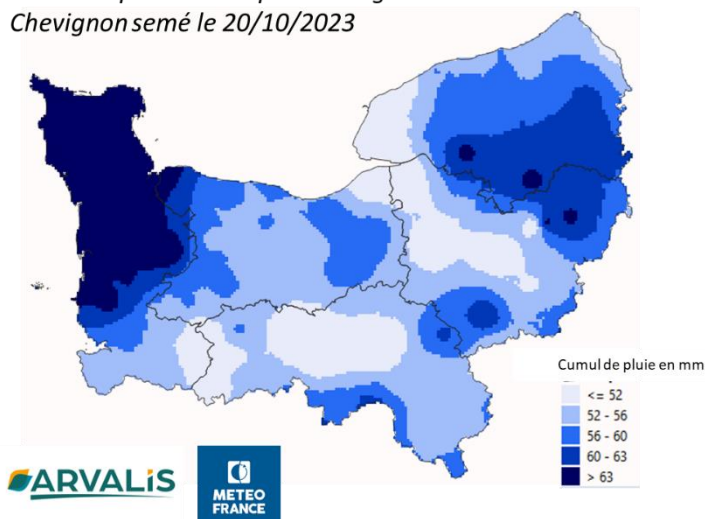 Chevignon semé le 20/10/2023
Cumul de pluie en mm
<= 52
52 - 56
56 - 60
60 - 63
> 63
ARVALIS
METEO
FRANCE